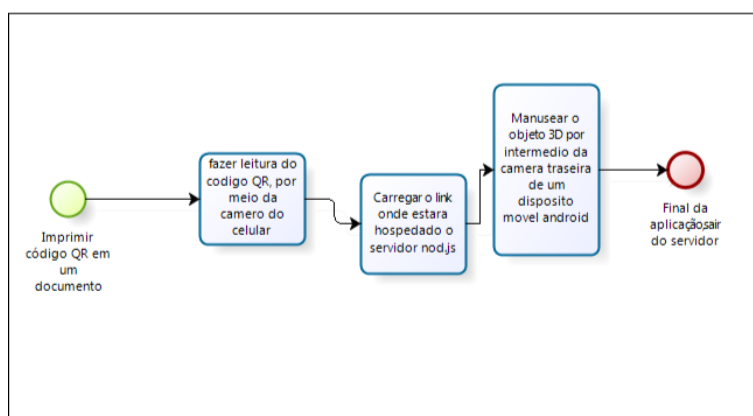 Imprimir
código QR em
um
documento
fazer leitura do
codigo QR, por
meio da
camero do
celular
Carregar o link
onde estara
hospedado o
servidor nod.js
Manusear o
objeto 3D por
intermedio da
camera traseira
de um
disposito
movel android
Final da
aplicação,sair
do servidor